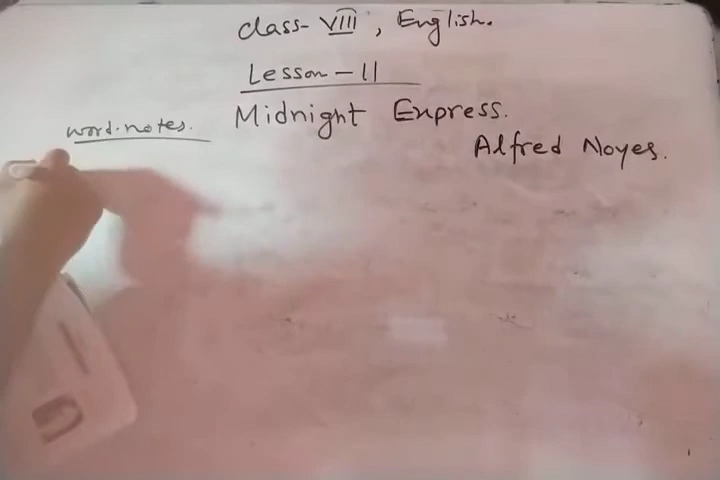 class- VIII, English.
Lesson - 11
Midnight Express.
word-notes.
Alfred Noyes.